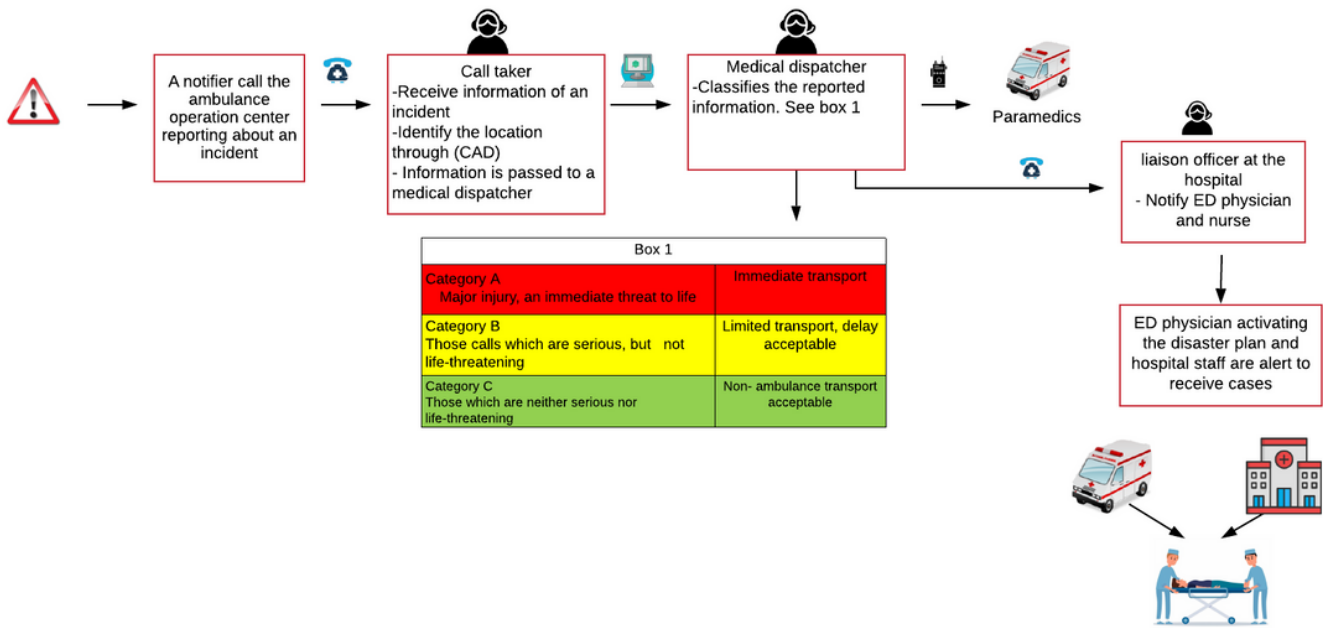 A notifier call the
ambulance
operation center
reporting about an
incident
Call taker
-Receive information of an
incident
-Identify the location
through (CAD)
- Information is passed to a
medical dispatcher
Medical dispatcher
-Classifies the reported
information. See box 1
Paramedics
liaison officer at the
hospital
- Notify ED physician
and nurse
ED physician activating
the disaster plan and
hospital staff are alert to
receive cases
Box 1
Category A
Major injury, an immediate threat to life
Immediate transport
Category B
Those calls which are serious, but not
life-threatening
Limited transport, delay
acceptable
Category C
Those which are neither serious nor
life-threatening
Non- ambulance transport
acceptable